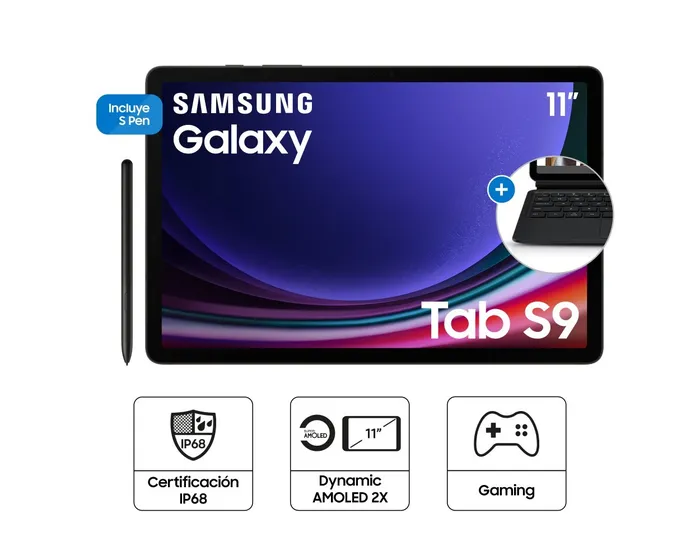 Incluye
S Pen
SAMSUNG
Galaxy
11”
+
Tab S9
IP68
Certificación
IP68
AMOLED
11”
Dynamic
AMOLED 2X
Gaming